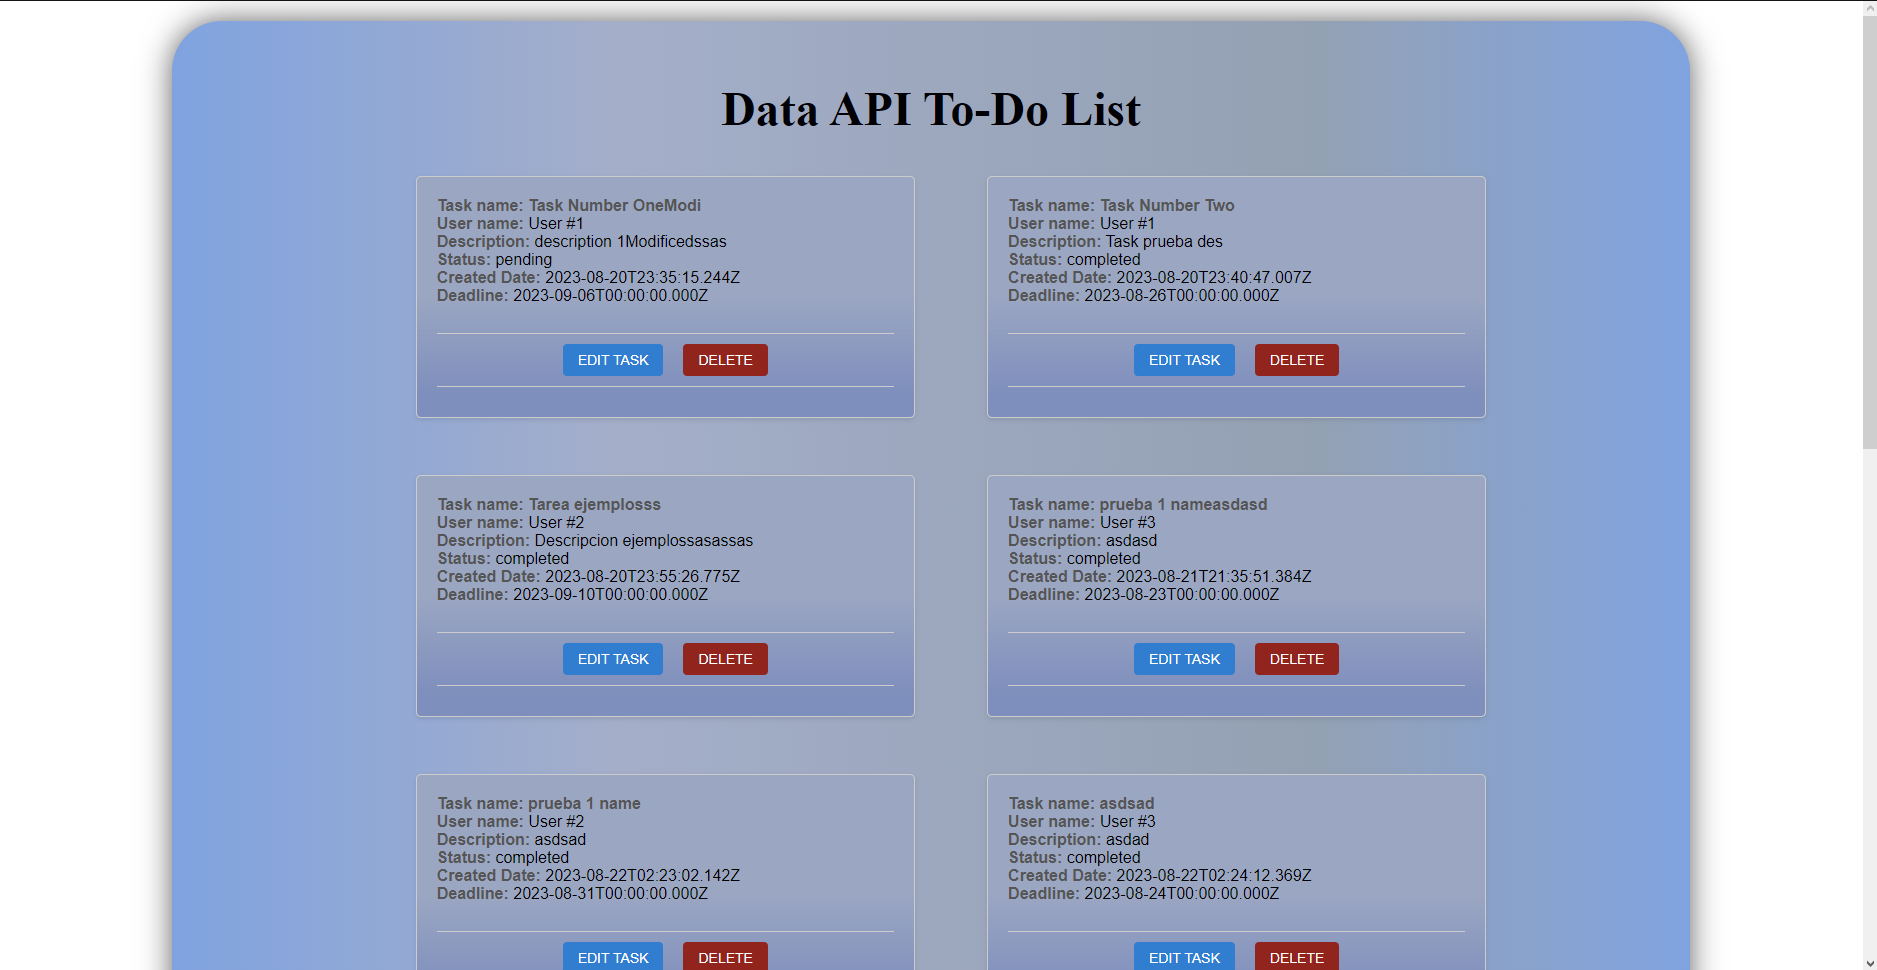 Data API To-Do List
Task name: Task Number OneModi
User name: User #1
Description: description 1Modificedssas
Status: pending
Created Date: 2023-08-20T23:35:15.244Z
Deadline: 2023-09-06T00:00:00.000Z
EDIT TASK DELETE
Task name: Task Number Two
User name: User #1
Description: Task prueba des
Status: completed
Created Date: 2023-08-20T23:40:47.007Z
Deadline: 2023-08-26T00:00:00.000Z
EDIT TASK DELETE
Task name: Tarea ejemplosss
User name: User #2
Description: Descripcion ejemplossasassas
Status: completed
Created Date: 2023-08-20T23:55:26.775Z
Deadline: 2023-09-10T00:00:00.000Z
EDIT TASK DELETE
Task name: prueba 1 nameasdasd
User name: User #3
Description: asdasd
Status: completed
Created Date: 2023-08-21T21:35:51.384Z
Deadline: 2023-08-23T00:00:00.000Z
EDIT TASK DELETE
Task name: prueba 1 name
User name: User #2
Description: asdsad
Status: completed
Created Date: 2023-08-22T02:23:02.142Z
Deadline: 2023-08-31T00:00:00.000Z
EDIT TASK DELETE
Task name: asdsad
User name: User #3
Description: asdad
Status: completed
Created Date: 2023-08-22T02:24:12.369Z
Deadline: 2023-08-24T00:00:00.000Z
EDIT TASK DELETE